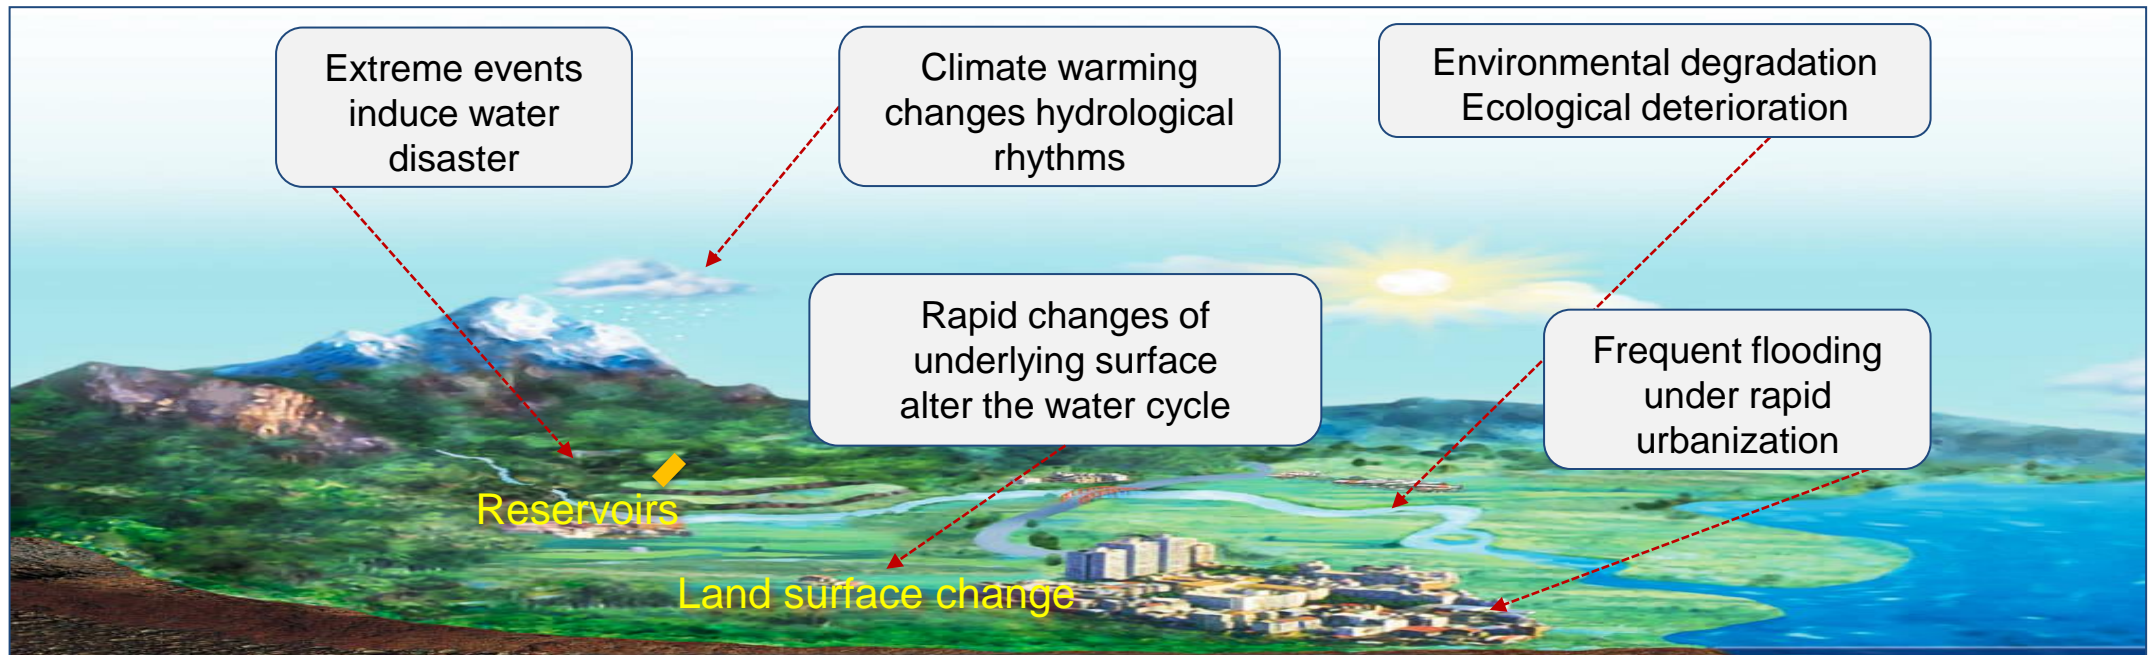 Extreme events
induce water
disaster
Climate warming
changes hydrological
rhythms
Environmental degradation
Ecological deterioration
Rapid changes of
underlying surface
alter the water cycle
Frequent flooding
under rapid
urbanization
Reservoirs
Land surface change